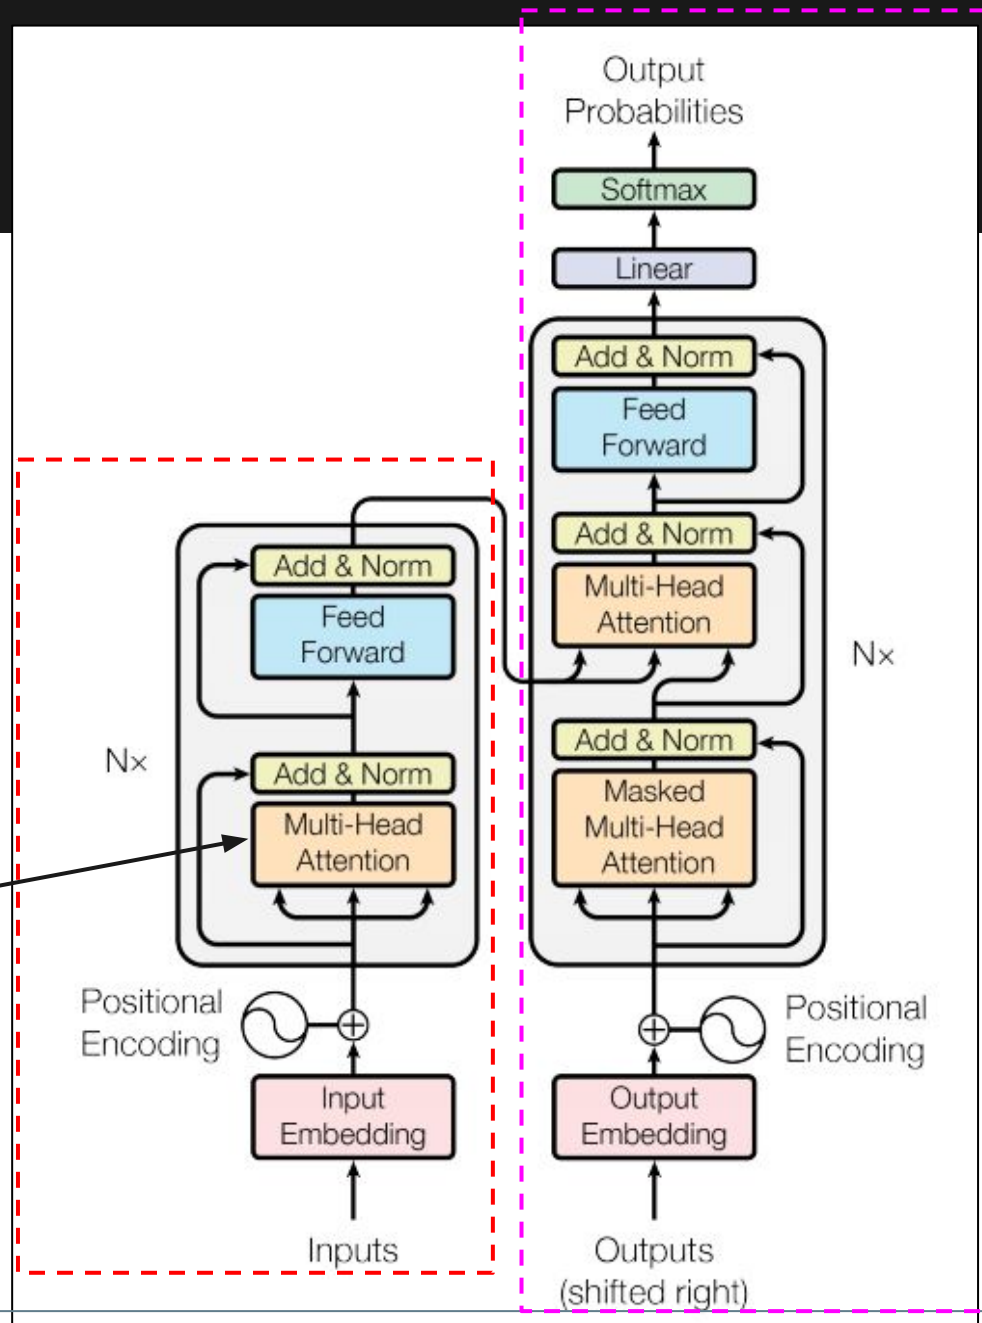 Output
Probabilities
Softmax
Linear
Add & Norm
Feed
Forward
Add & Norm
Multi-Head
Attention
Nx
Add & Norm
Masked
Multi-Head
Attention
Positional
Encoding
Output
Embedding
Outputs
(shifted right)
Add & Norm
Feed
Forward
Nx
Add & Norm
Multi-Head
Attention
Positional
Encoding
Input
Embedding
Inputs